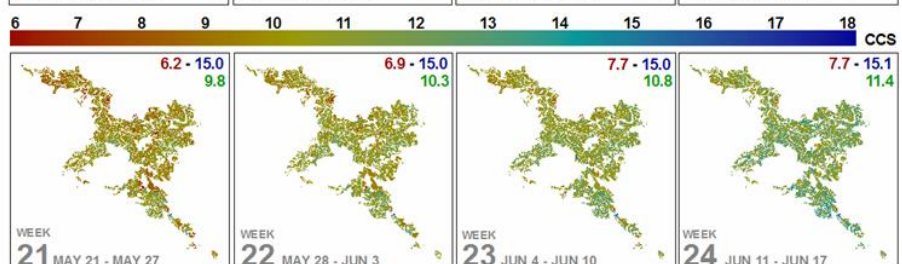 6 7 8 9 10 11 12 13 14 15 16 17 18
CCS
6.2 - 15.0
9.8
WEEK
21 MAY 21 - MAY 27
6.9 - 15.0
10.3
WEEK
22 MAY 28 - JUN 3
7.7 - 15.0
10.8
WEEK
23 JUN 4 - JUN 10
7.7 - 15.1
11.4
WEEK
24 JUN 11 - JUN 17